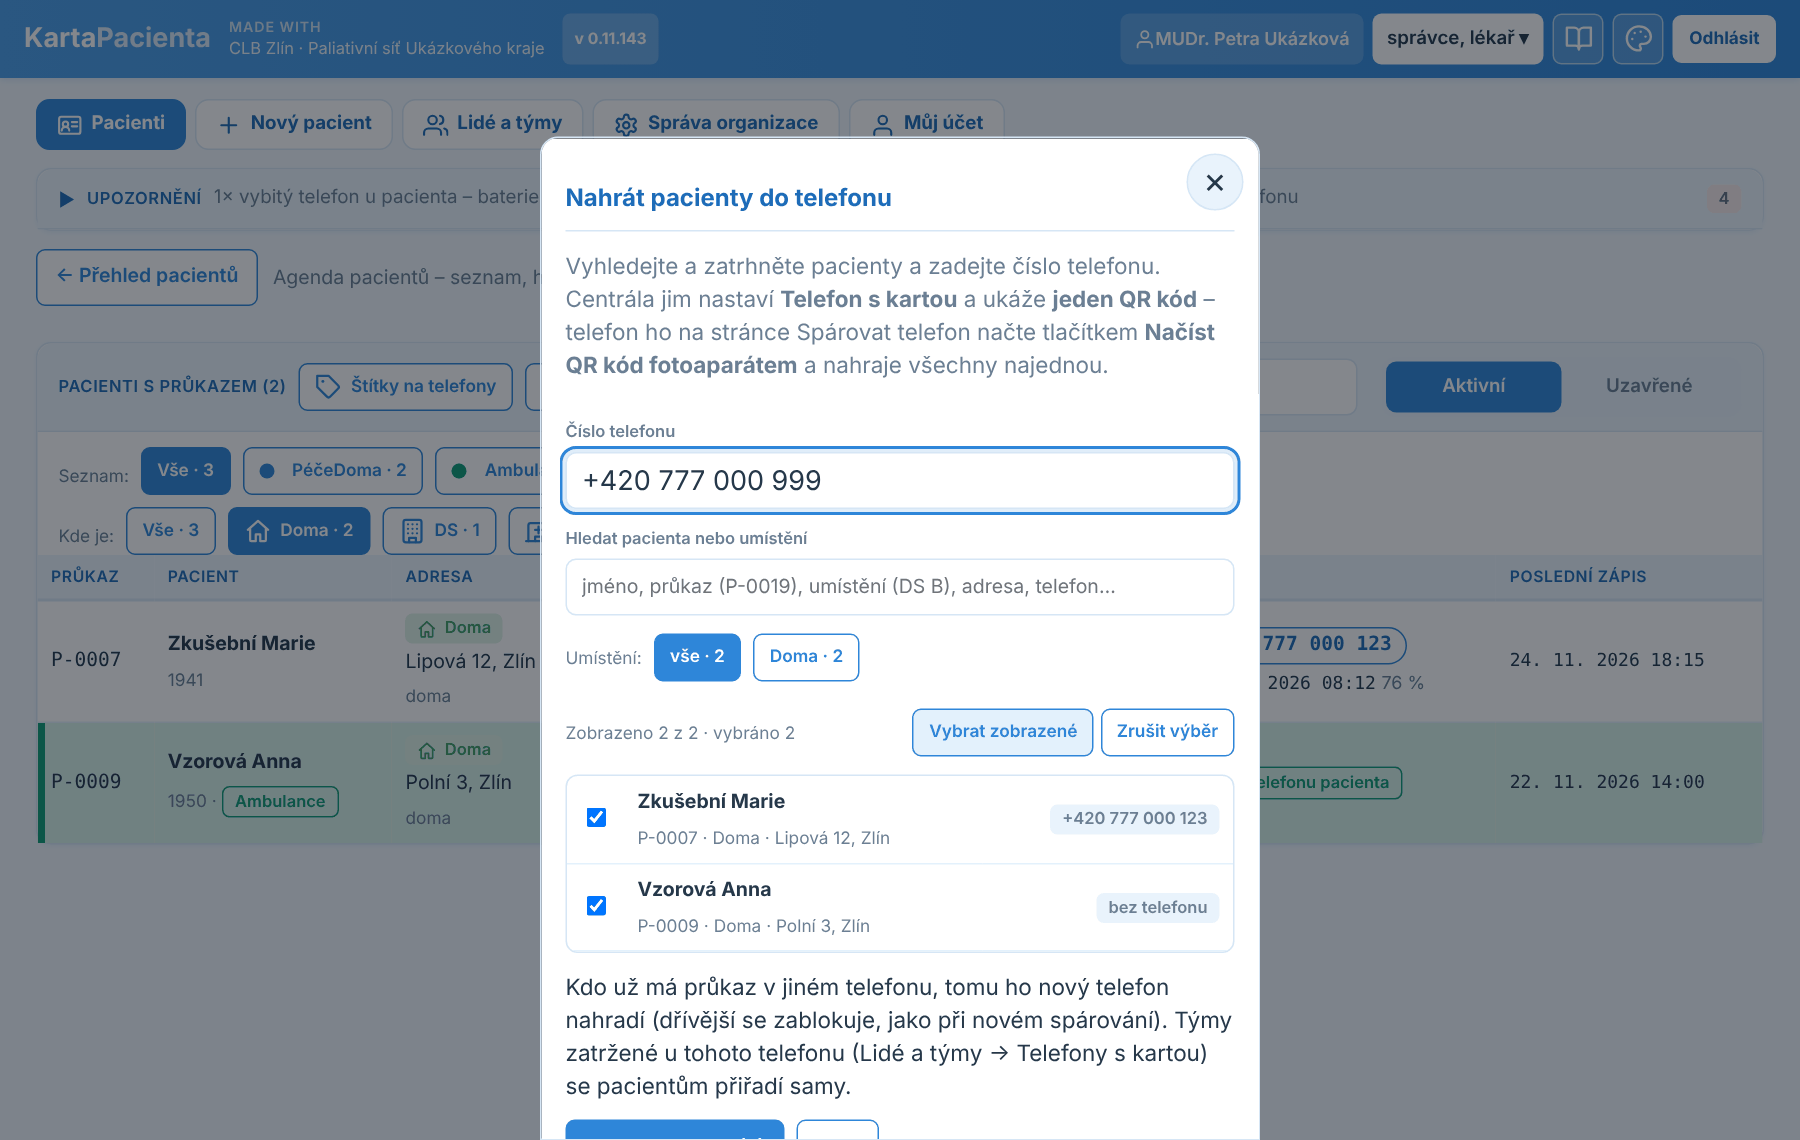 KartaPacienta
MADE WITH
CLB Zlín · Paliativní síť Ukázkového kraje
v 0.11.143
MUDr. Petra Ukázková
správce, lékař ▾
Odhlásit
Pacienti
Nový pacient
Lidé a týmy
Správa organizace
Můj účet
UPOZORNĚNÍ 1× vybitý telefon u pacienta – baterie
4
← Přehled pacientů
Agenda pacientů – seznam,
PACIENTI S PRŮKAZEM (2)
Štítky na telefony
Aktivní
Uzavřené
Seznam:
Vše · 3
PéčeDoma · 2
Kde je:
Vše · 3
Doma · 2
DS · 1
PRŮKAZ
PACIENT
ADRESA
POSLEDNÍ ZÁPIS
P-0007
Zkušební Marie
1941
Doma
Lipová 12, Zlín
doma
777 000 123
2026 08:12 76 %
24. 11. 2026 18:15
P-0009
Vzorová Anna
1950 · Ambulance
Doma
Polní 3, Zlín
doma
pacienta
22. 11. 2026 14:00
Nahrát pacienty do telefonu
×
Vyhledejte a zatrhněte pacienty a zadejte číslo telefonu.
Centrála jim nastaví Telefon s kartou a ukáže jeden QR kód –
telefon ho na stránce Spárovat telefon načte tlačítkem Načíst
QR kód fotoaparátem a nahraje všechny najednou.
Číslo telefonu
+420 777 000 999
Hledat pacienta nebo umístění
jméno, průkaz (P-0019), umístění (DS B), adresa, telefon…
Umístění:
vše · 2
Doma · 2
Zobrazeno 2 z 2 · vybráno 2
Vybrat zobrazené
Zrušit výběr
Zkušební Marie
P-0007 · Doma · Lipová 12, Zlín
+420 777 000 123
Vzorová Anna
P-0009 · Doma · Polní 3, Zlín
bez telefonu
Kdo už má průkaz v jiném telefonu, tomu ho nový telefon
nahradí (dřívější se zablokuje, jako při novém spárování). Týmy
zatržené u tohoto telefonu (Lidé a týmy → Telefony s kartou)
se pacientům přiřadí samy.